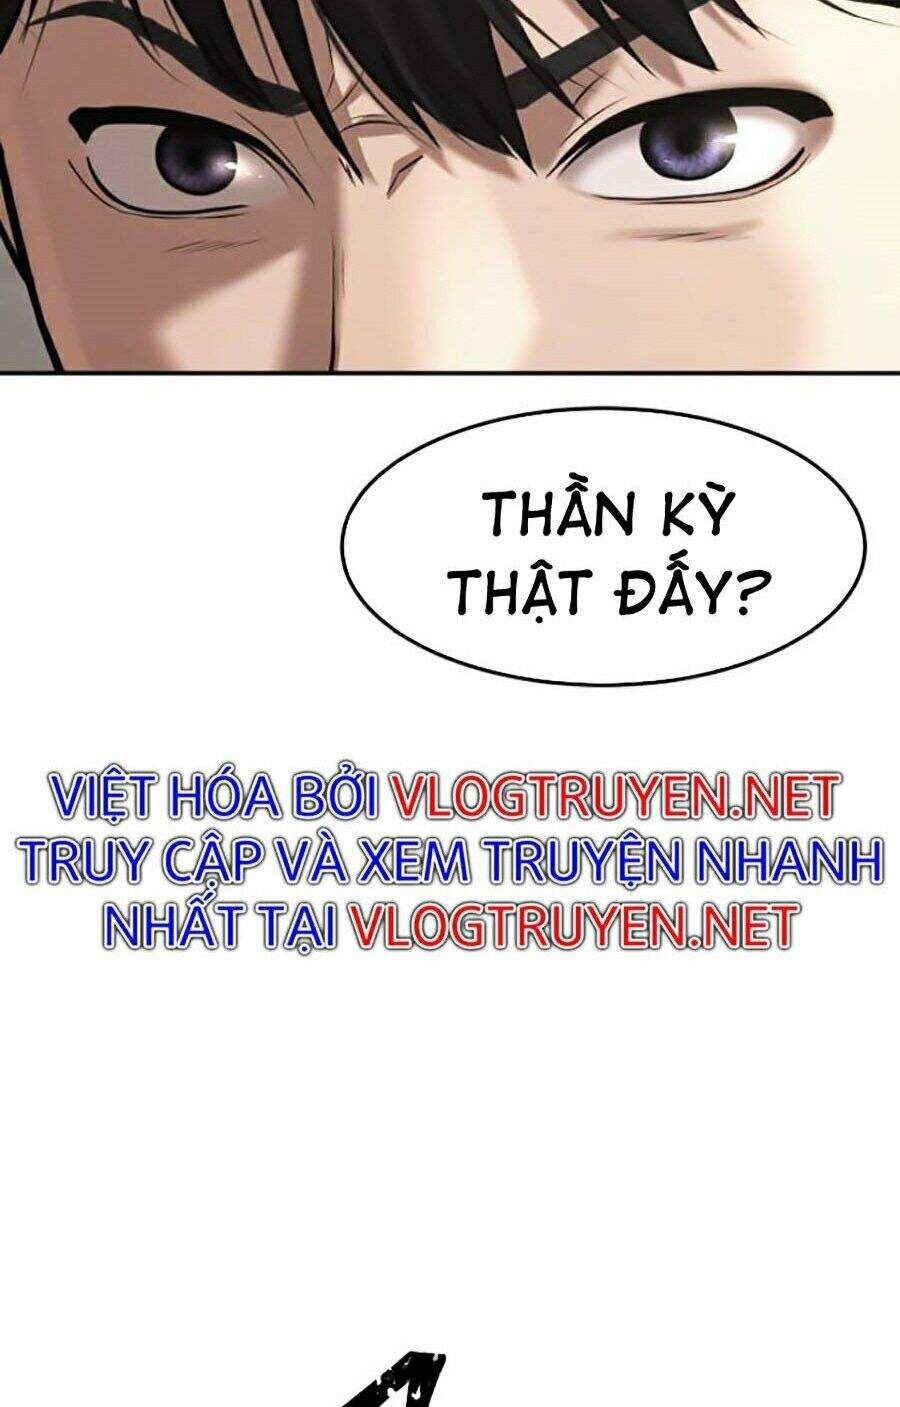 THẦN KỲ
THẬT ĐẤY?
VIỆT HÓA BỞI VLOGTRUYEN.NET
TRUY CẬP VÀ XEM TRUYỆN NHANH
NHẤT TẠI VLOGTRUYEN.NET